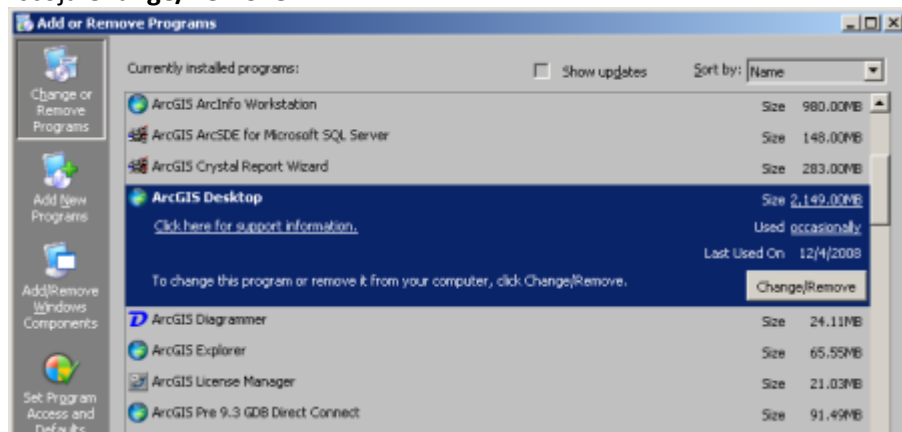 Add or Remove Programs
Change or
Remove
Programs
Add New
Programs
Add/Remove
Windows
Components
Set Program
Access and
Defaults
Currently installed programs:
Show updates
Sort by: Name
ArcGIS ArcInfo Workstation Size 980.00MB
ArcGIS ArcSDE for Microsoft SQL Server Size 148.00MB
ArcGIS Crystal Report Wizard Size 283.00MB
ArcGIS Desktop Size 2,149.00MB
Click here for support information. Used occasionally
Last Used On 12/4/2008
To change this program or remove it from your computer, click Change/Remove. Change/Remove
ArcGIS Diagrammer Size 24.11MB
ArcGIS Explorer Size 65.55MB
ArcGIS License Manager Size 21.03MB
ArcGIS Pre 9.3 GDB Direct Connect Size 91.49MB